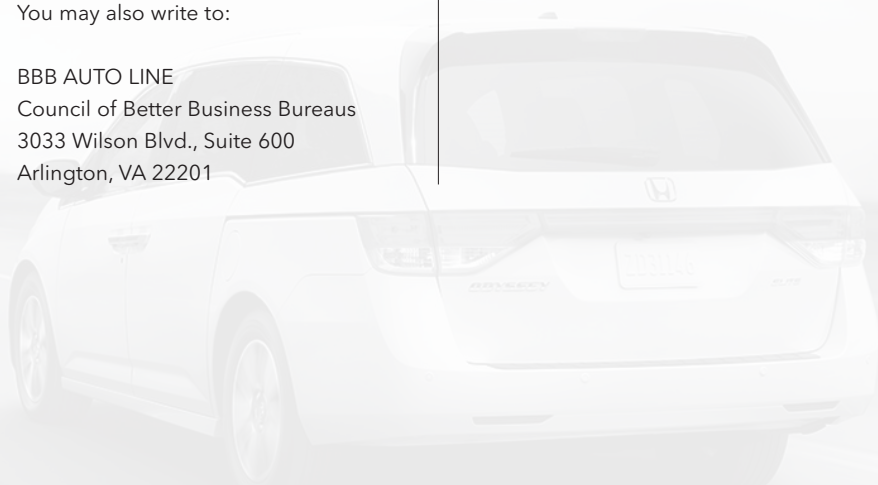 You may also write to:
BBB AUTO LINE
Council of Better Business Bureaus
3033 Wilson Blvd., Suite 600
Arlington, VA 22201
ODYSSEY